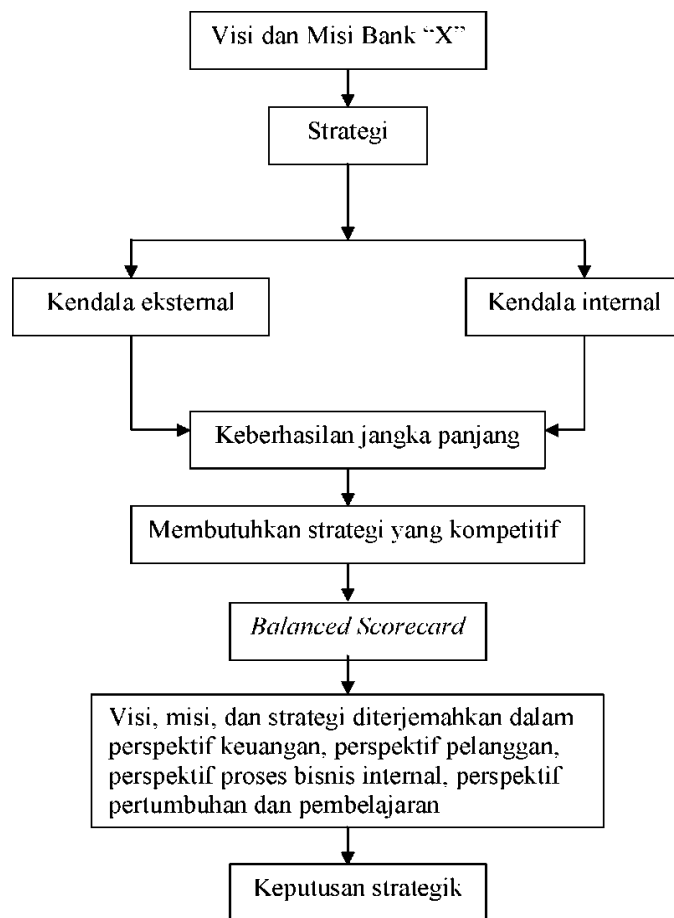 Visi dan Misi Bank “X”
Strategi
Kendala eksternal
Kendala internal
Keberhasilan jangka panjang
Membutuhkan strategi yang kompetitif
Balanced Scorecard
Visi, misi, dan strategi diterjemahkan dalam
perspektif keuangan, perspektif pelanggan,
perspektif proses bisnis internal, perspektif
pertumbuhan dan pembelajaran
Keputusan strategik